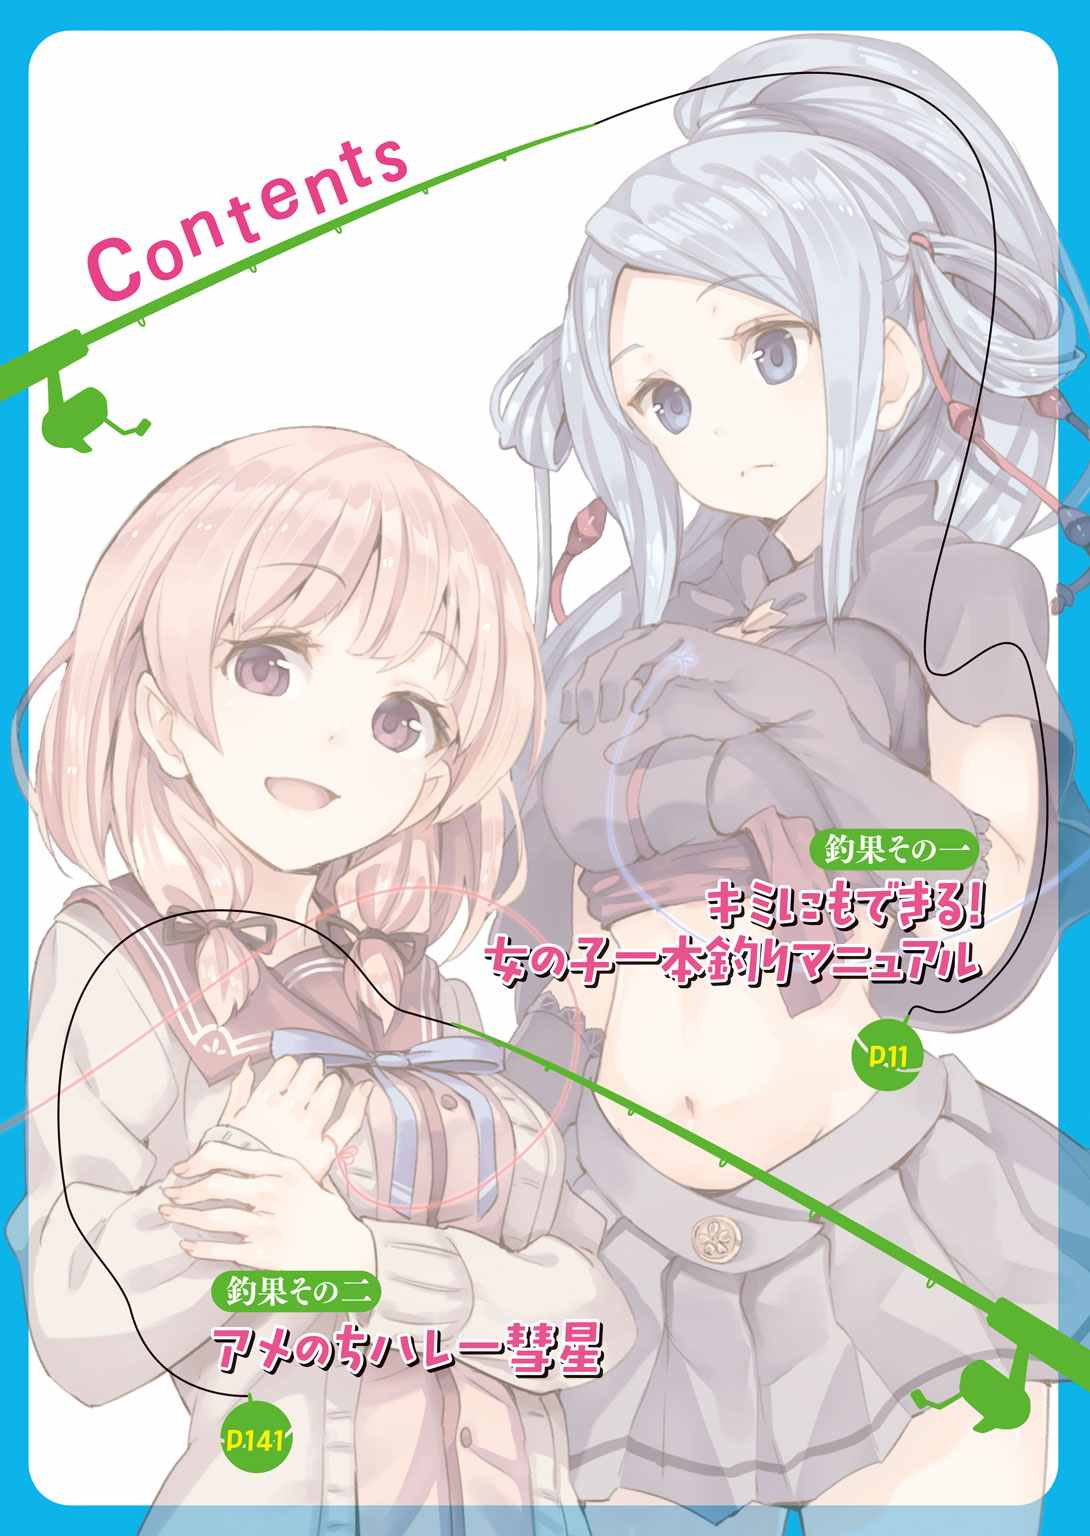 Contents
釣果その一
キミにもできる!
女の子一本釣りマニュアル
P.11
釣果その二
アメのちハレー彗星
P.141